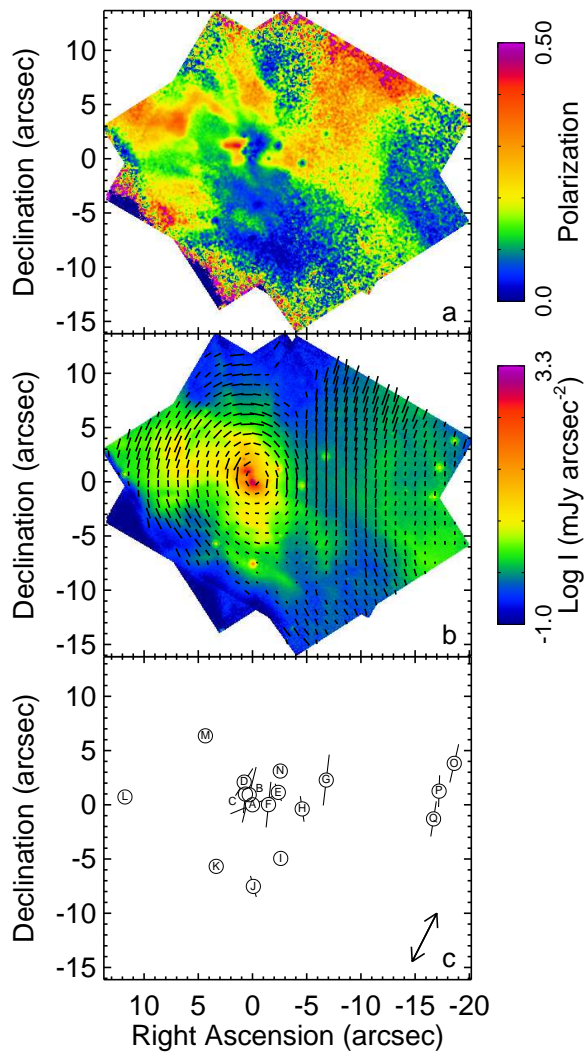 Declination (arcsec)
10
5
0
-5
-10
-15
a
0.50
0.0
Polarization
Declination (arcsec)
10
5
0
-5
-10
-15
b
3.3
-1.0
Log I (mJy arcsec-2)
Declination (arcsec)
10
5
0
-5
-10
-15
M
L
D
C
B
A
F
E
N
G
H
O
P
Q
K
I
J
c
10 5 0 -5 -10 -15 -20
Right Ascension (arcsec)